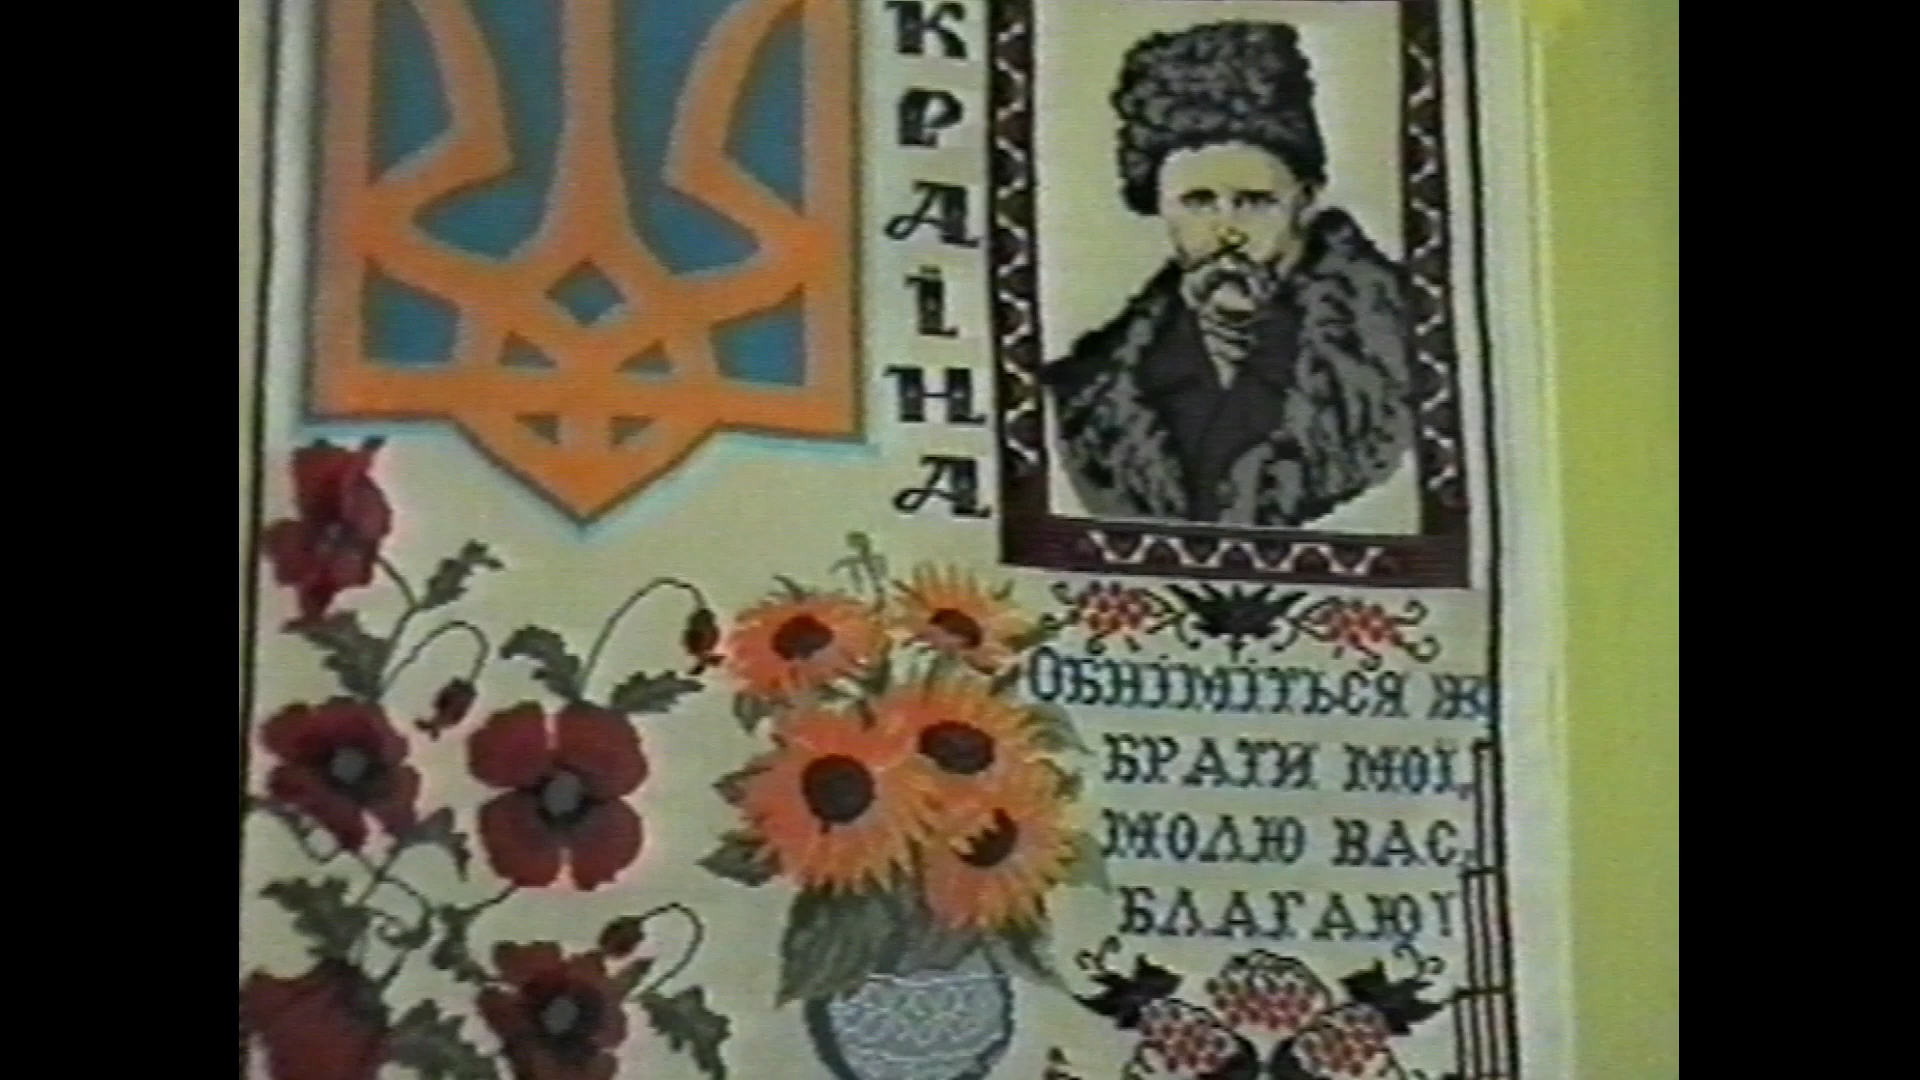 КРАЇНА
Обніміться ж,
брати мої,
молю вас,
благаю!